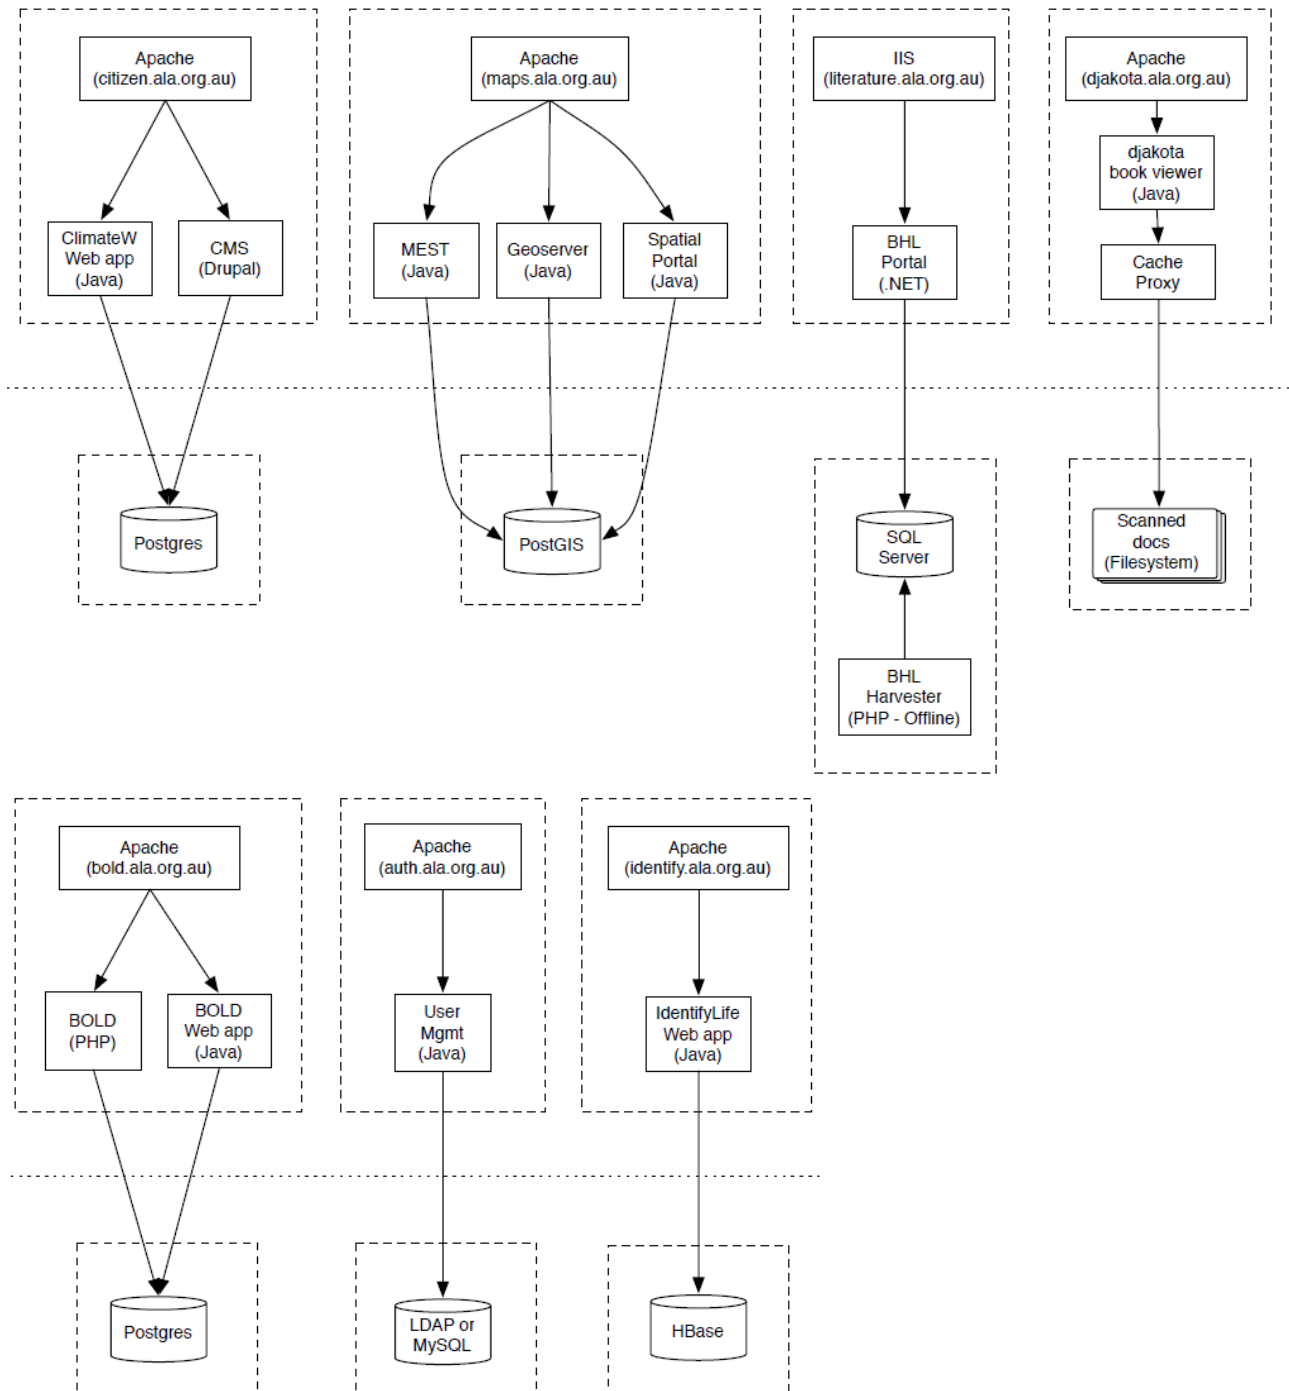 Apache
(citizen.ala.org.au)
Apache
(maps.ala.org.au)
IIS
(literature.ala.org.au)
Apache
(djakota.ala.org.au)
djakota
book viewer
(Java)
ClimateW
Web app
(Java)
CMS
(Drupal)
MEST
(Java)
Geoserver
(Java)
Spatial
Portal
(Java)
BHL
Portal
(.NET)
Cache
Proxy
Postgres
PostGIS
SQL
Server
Scanned
docs
(Filesystem)
BHL
Harvester
(PHP - Offline)
Apache
(bold.ala.org.au)
Apache
(auth.ala.org.au)
Apache
(identify.ala.org.au)
BOLD
(PHP)
BOLD
Web app
(Java)
User
Mgmt
(Java)
IdentifyLife
Web app
(Java)
Postgres
LDAP or
MySQL
HBase